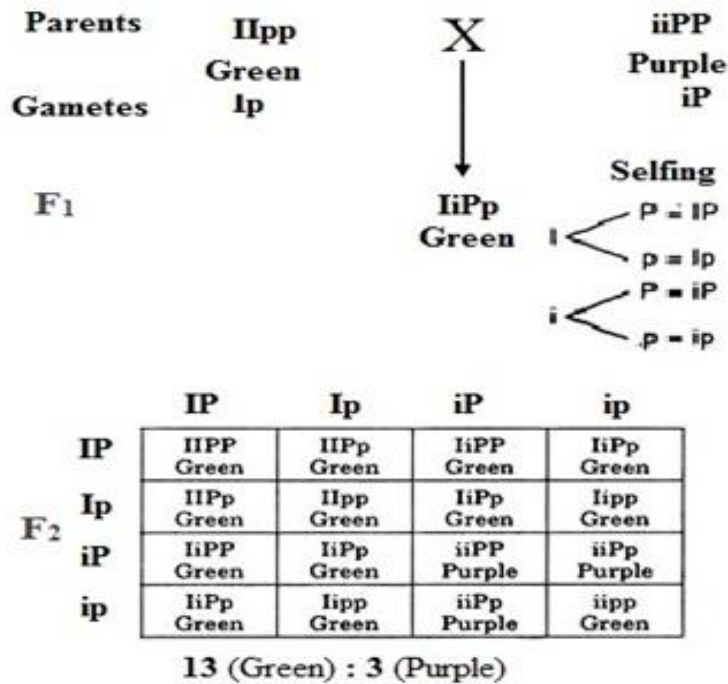 Parents IIpp X iiPP
Green Purple
Gametes Ip iP
Selfing
F1 IiPp
Green
I P = IP
p = Ip
i P = iP
p = ip
IP Ip iP ip
IP IIPP IIPp IiPP IiPp
Green Green Green Green
Ip IIPp IIpp IiPp Iipp
Green Green Green Green
F2
iP IiPP IiPp iiPP iiPp
Green Green Purple Purple
ip IiPp Iipp iiPp iipp
Green Green Purple Green
13 (Green) : 3 (Purple)